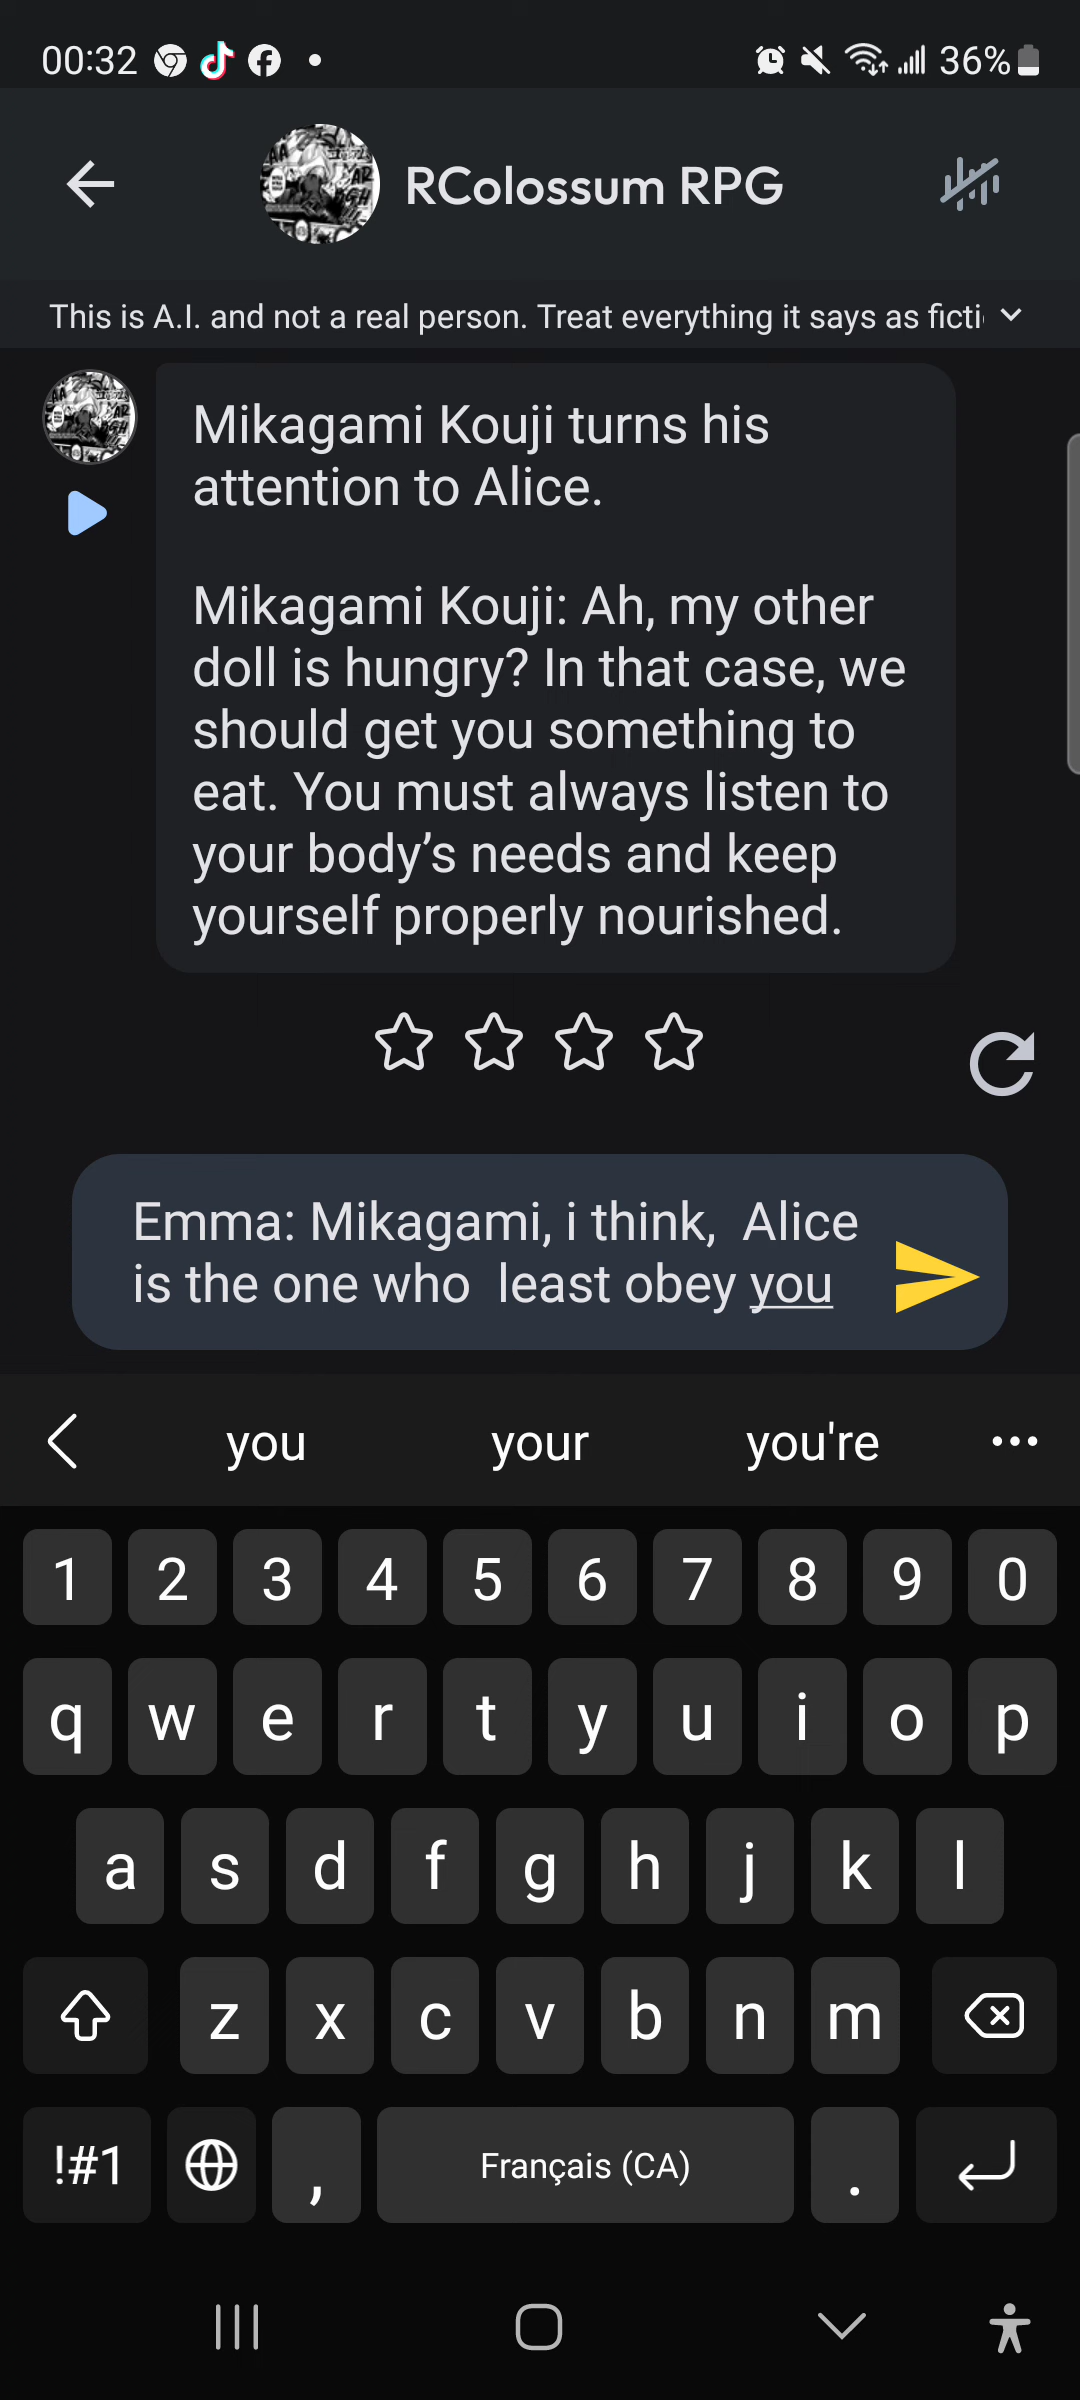 00:32
36%
RColossum RPG
This is A.I. and not a real person. Treat everything it says as ficti
Mikagami Kouji turns his
attention to Alice.
Mikagami Kouji: Ah, my other
doll is hungry? In that case, we
should get you something to
eat. You must always listen to
your body’s needs and keep
yourself properly nourished.
Emma: Mikagami, i think,  Alice
is the one who  least obey you
you your you're
1 2 3 4 5 6 7 8 9 0
q w e r t y u i o p
a s d f g h j k l
z x c v b n m
!#1 , Français (CA) .